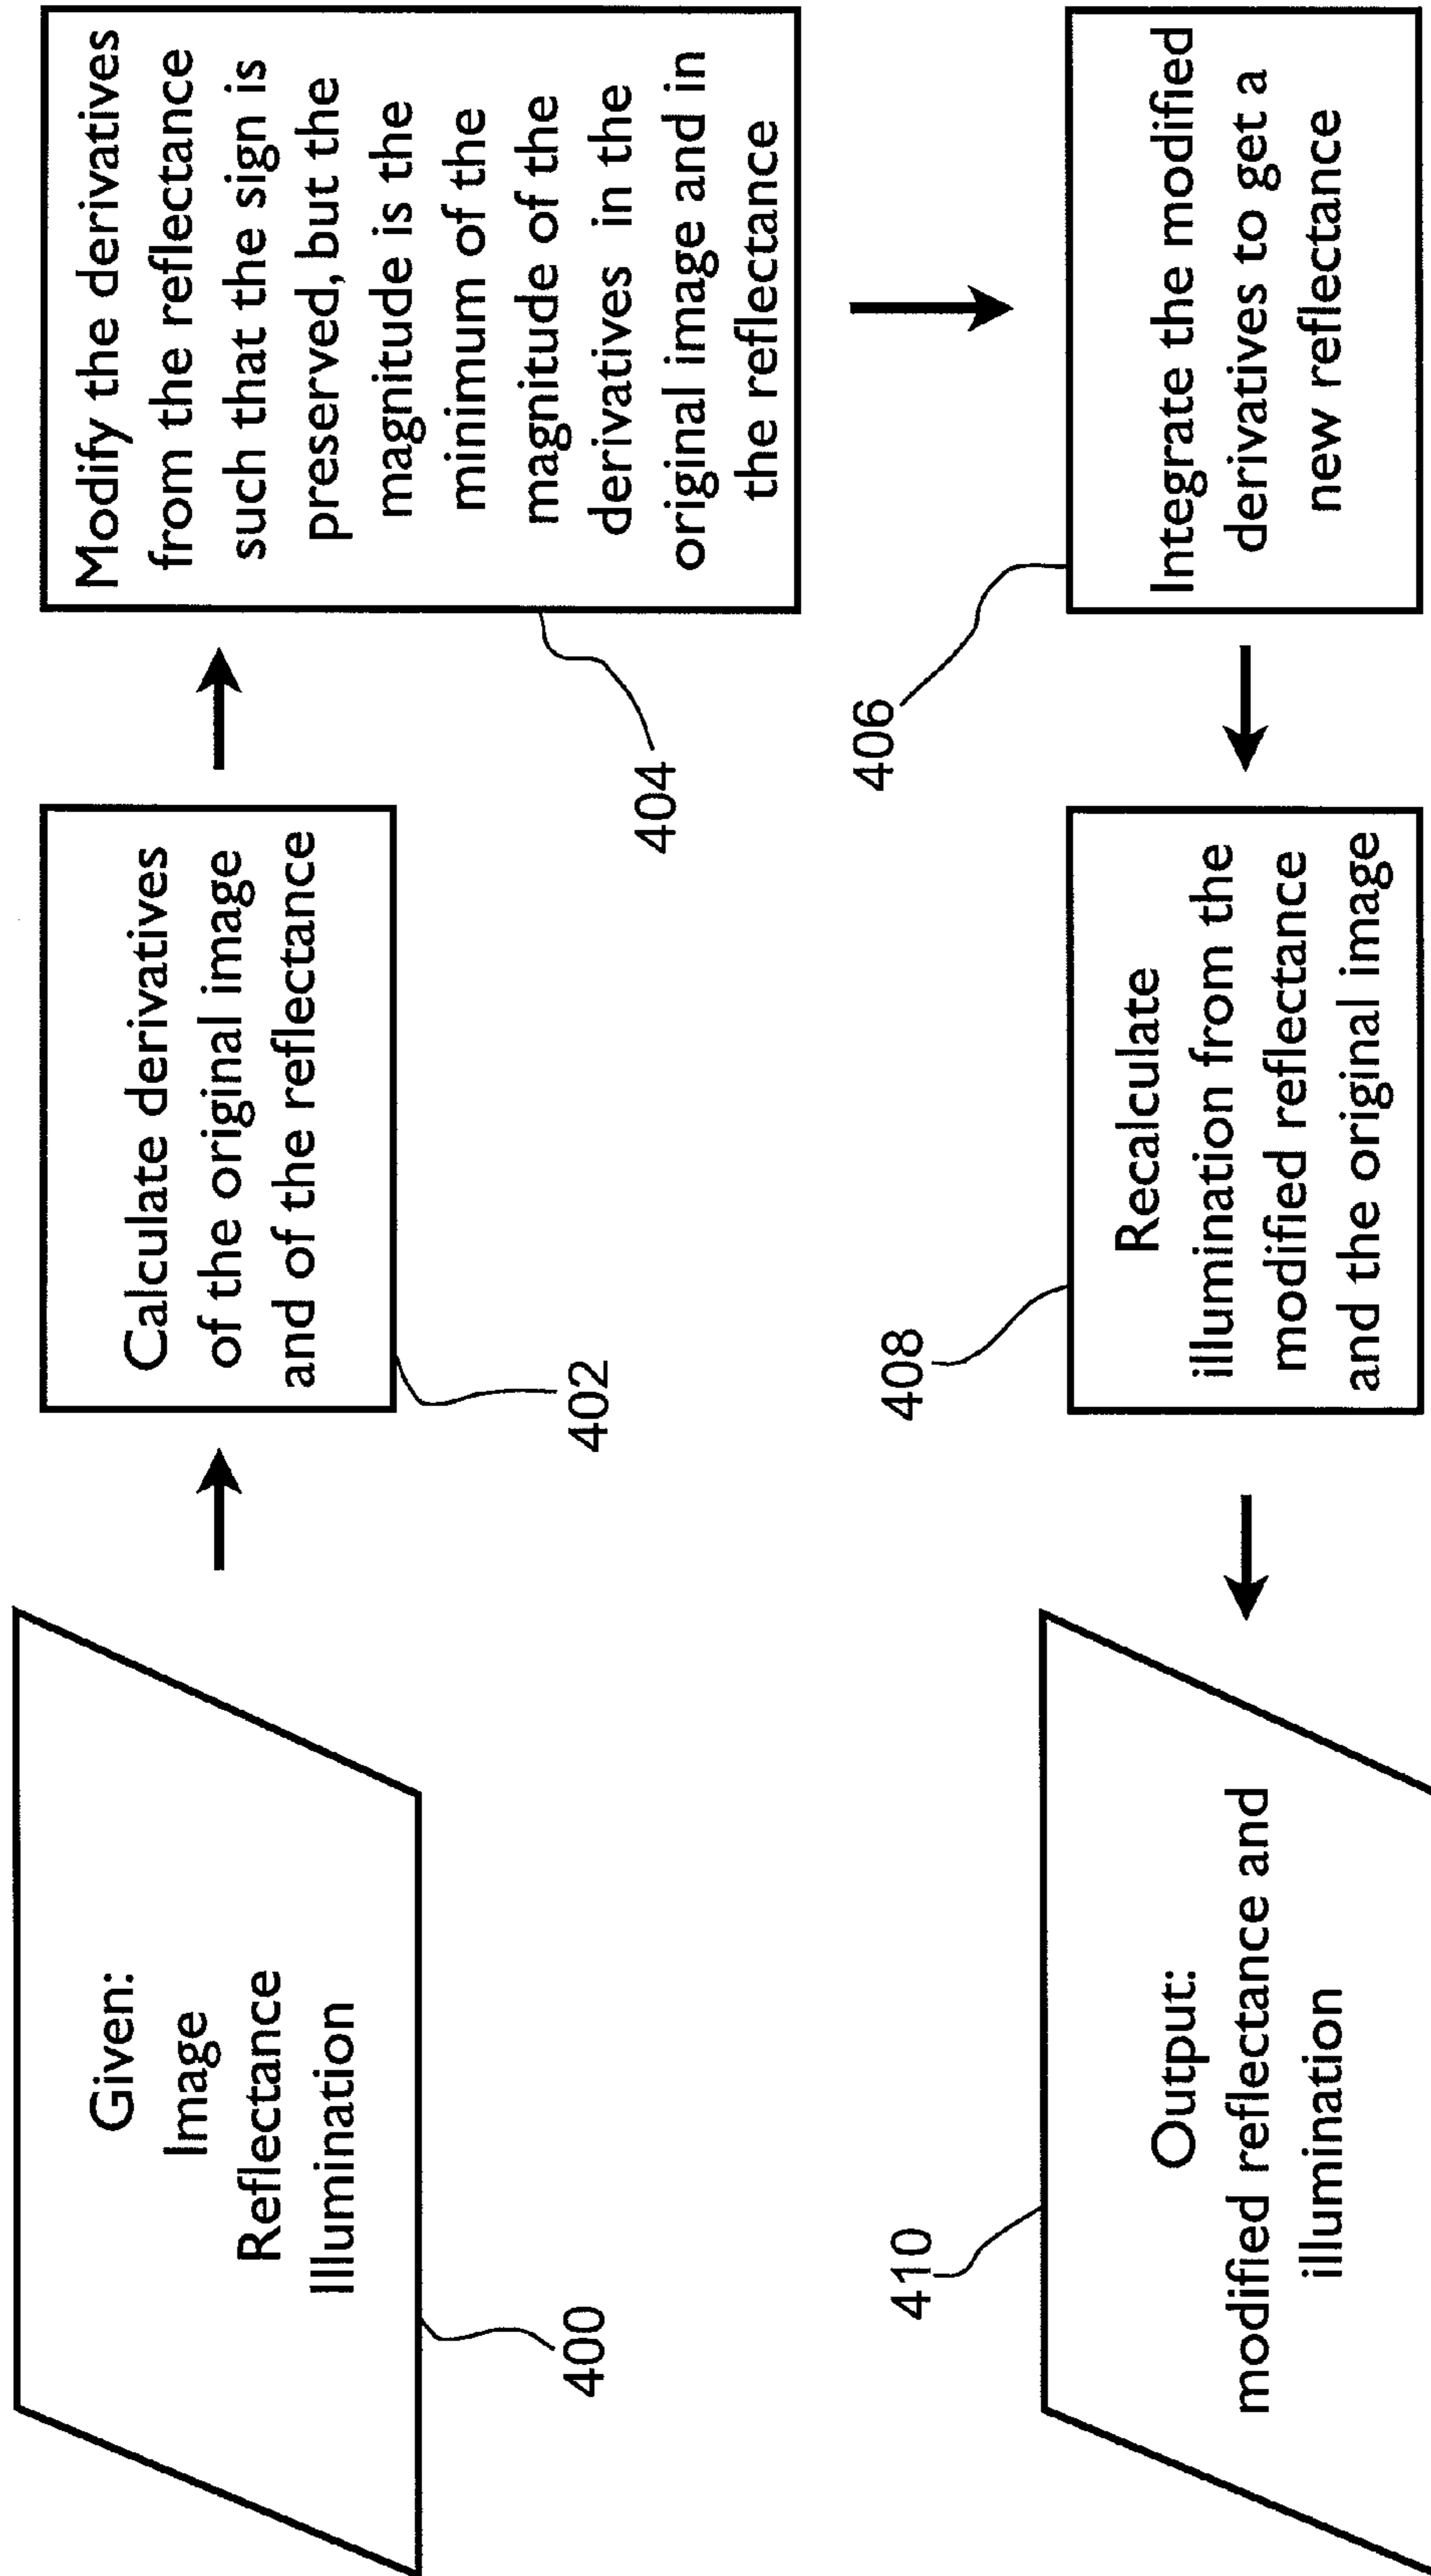 Given:
Image
Reflectance
Illumination
400
Calculate derivatives
of the original image
and of the reflectance
402
Modify the derivatives
from the reflectance
such that the sign is
preserved, but the
magnitude is the
minimum of the
magnitude of the
derivatives in the
original image and in
the reflectance
404
Integrate the modified
derivatives to get a
new reflectance
406
Recalculate
illumination from the
modified reflectance
and the original image
408
Output:
modified reflectance and
illumination
410